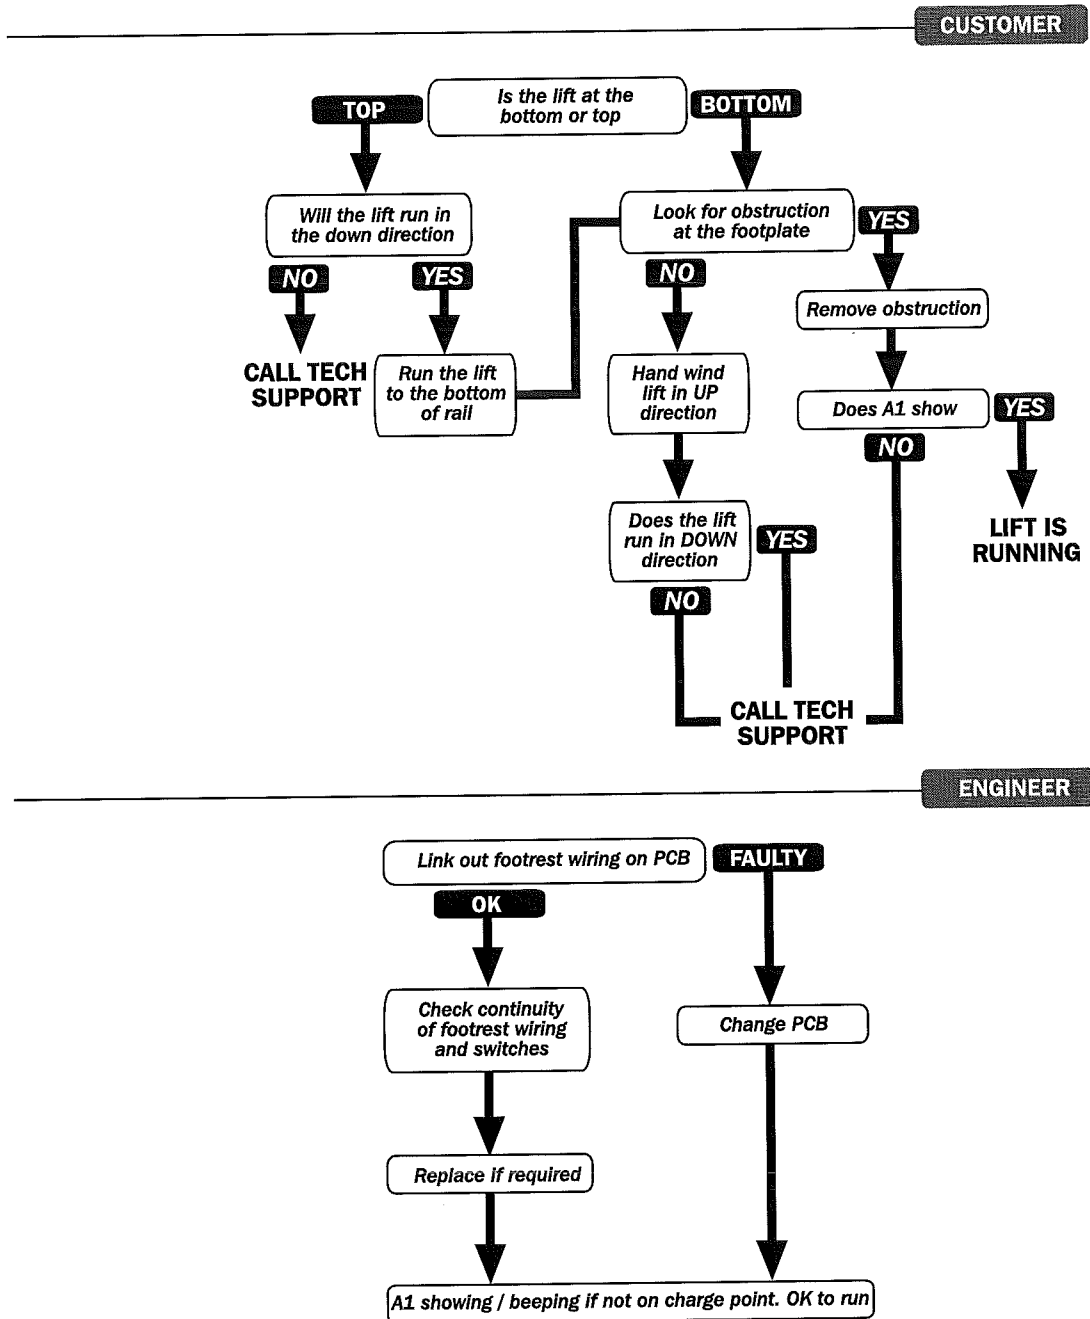 CUSTOMER
TOP
Is the lift at the
bottom or top
BOTTOM
Will the lift run in
the down direction
Look for obstruction
at the footplate
YES
NO
YES
NO
Remove obstruction
CALL TECH
SUPPORT
Run the lift
to the bottom
of rail
Hand wind
lift in UP
direction
Does A1 show
YES
NO
Does the lift
run in DOWN
direction
YES
LIFT IS
RUNNING
NO
CALL TECH
SUPPORT
ENGINEER
Link out footrest wiring on PCB
FAULTY
OK
Check continuity
of footrest wiring
and switches
Change PCB
Replace if required
A1 showing / beeping if not on charge point. OK to run